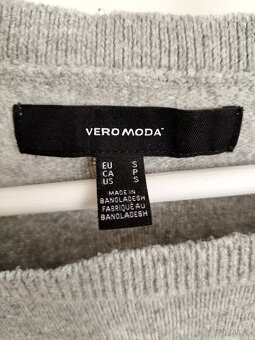 VERO MODA
EU S
CA P
US S
MADE IN
BANGLADESH
FABRIQUÉ AU
BANGLADESH